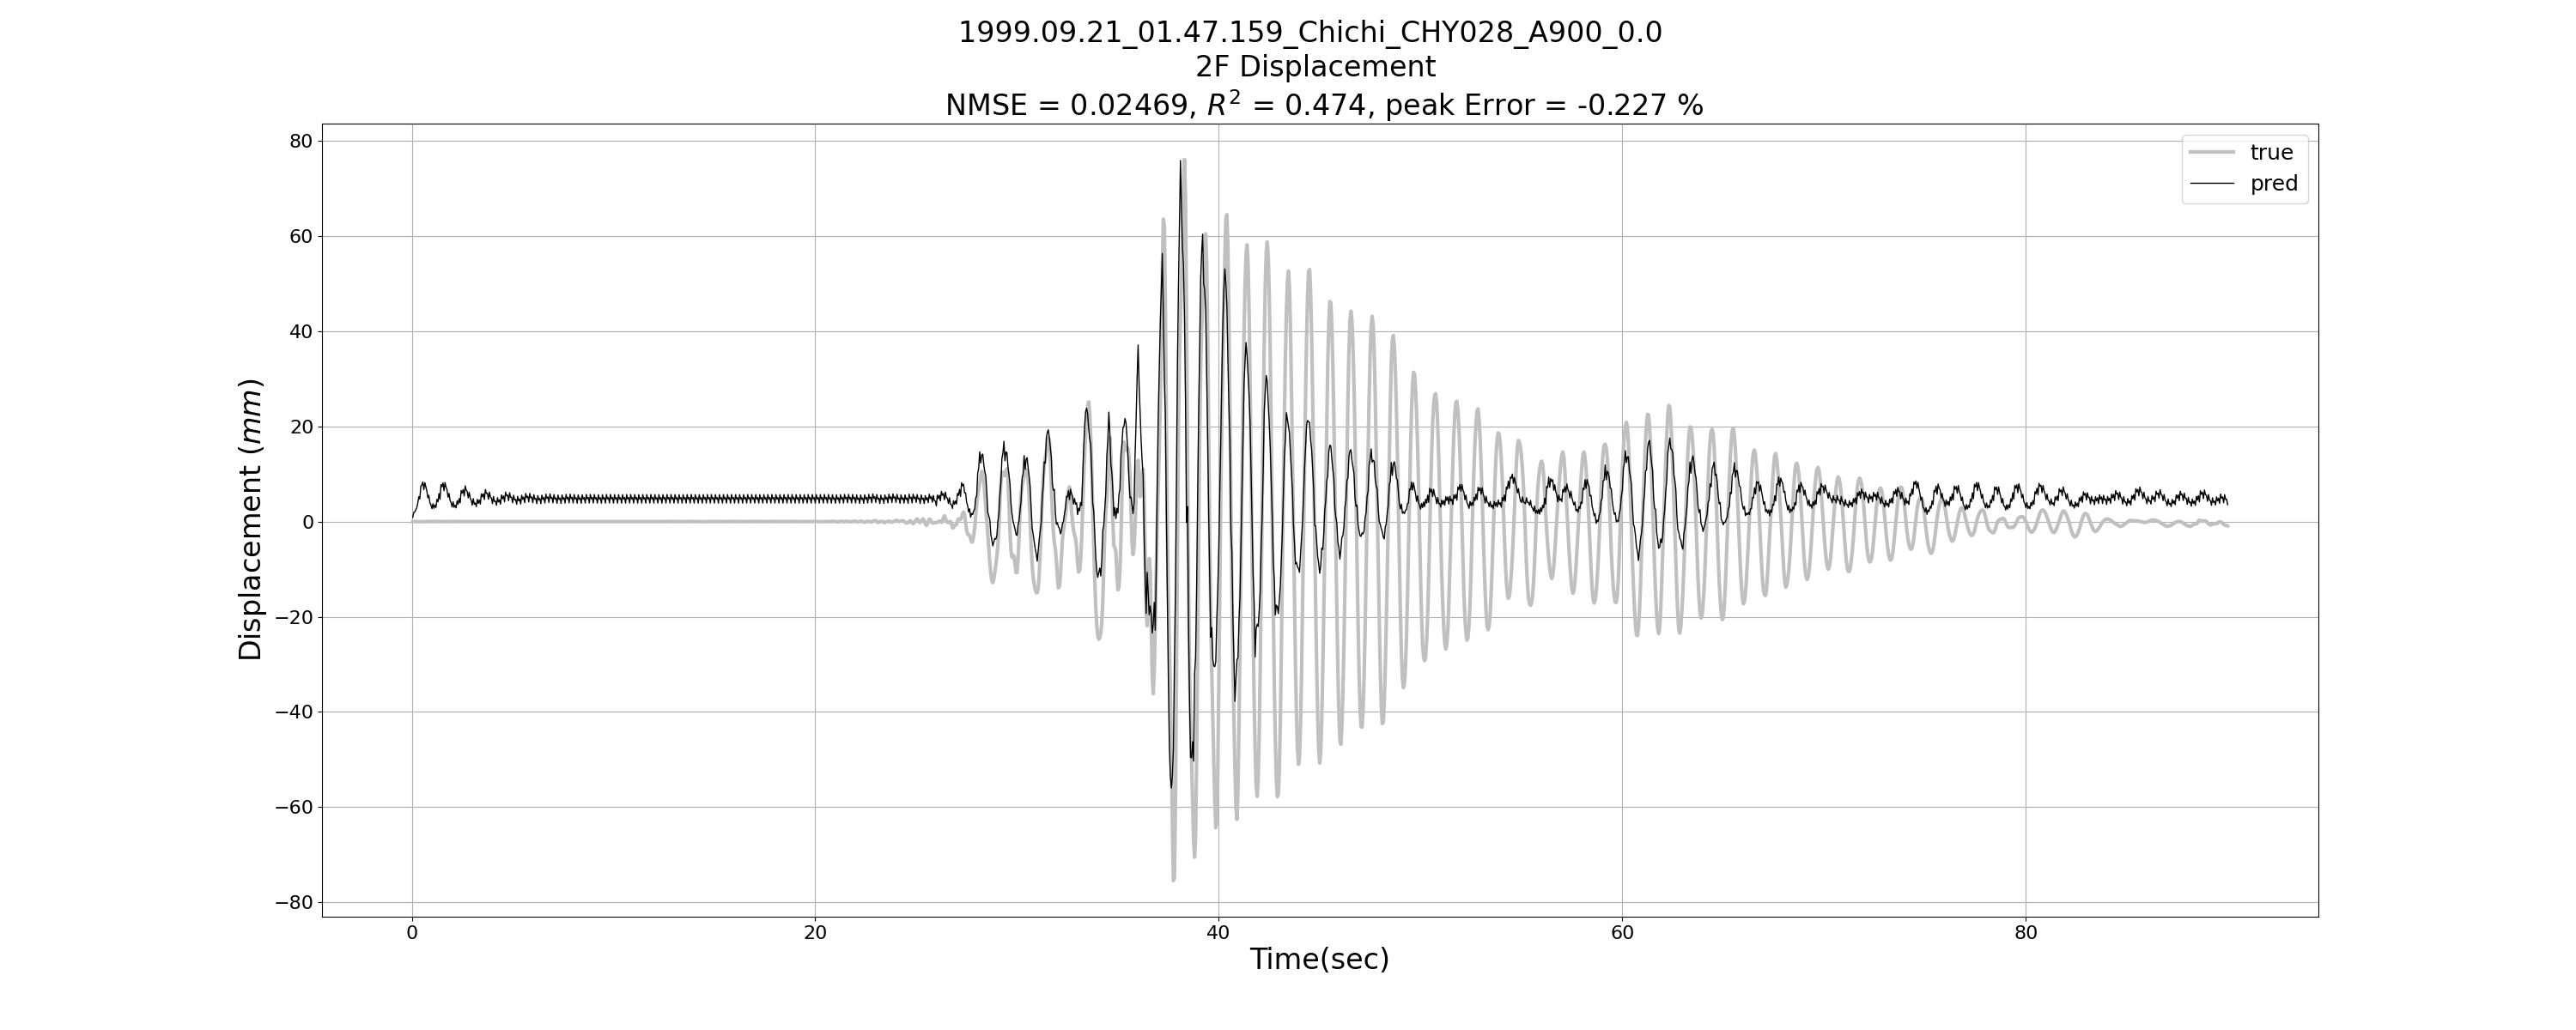 1999.09.21_01.47.159_Chichi_CHY028_A900_0.0
2F Displacement
NMSE = 0.02469, R² = 0.474, peak Error = -0.227 %
true
pred
80
60
40
20
0
−20
−40
−60
−80
Displacement (mm)
0 20 40 60 80
Time(sec)